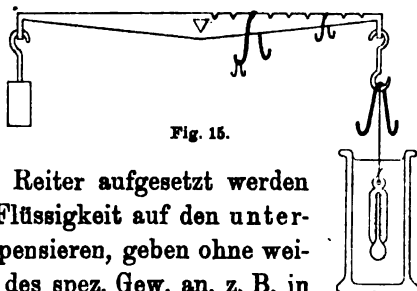 Fig. 15.
Reiter aufgesetzt werden
Flüssigkeit auf den unter-
pensieren, geben ohne wei-
des spez. Gew. an, z. B. in